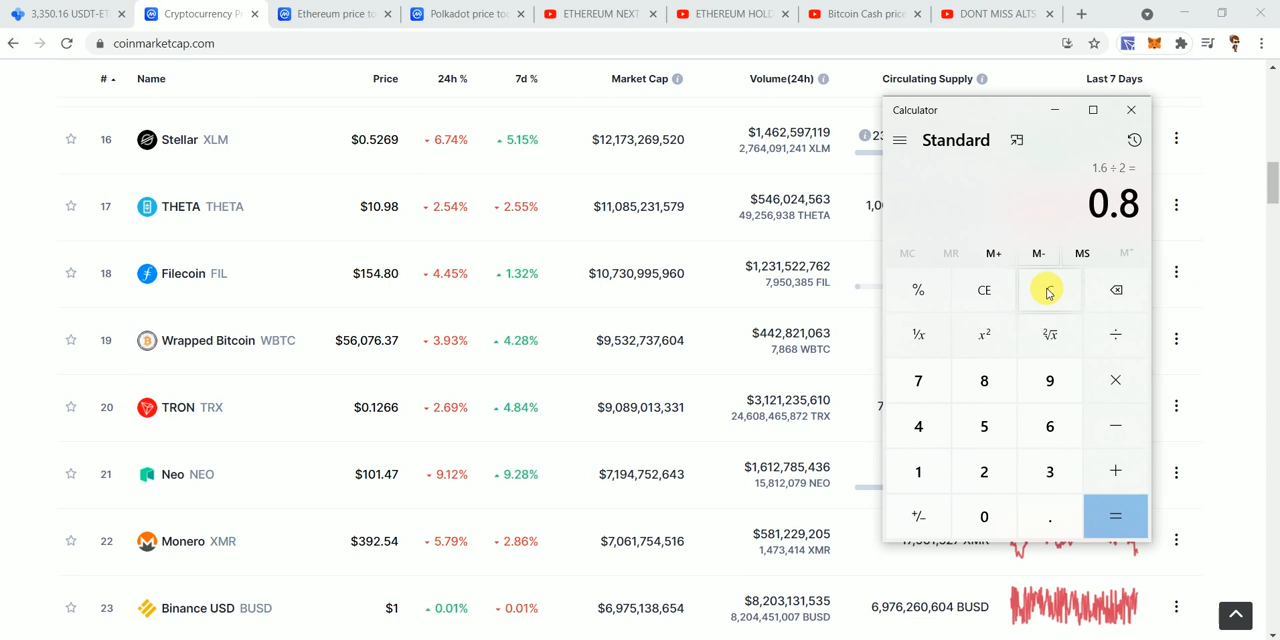 3,350.16 USDT-ET
Cryptocurrency P
Ethereum price to
Polkadot price to
ETHEREUM NEXT
ETHEREUM HOL
Bitcoin Cash price
DONT MISS ALTS
coinmarketcap.com
# Name Price 24h % 7d % Market Cap Volume(24h) Circulating Supply Last 7 Days
16 Stellar XLM $0.5269 6.74% 5.15% $12,173,269,520 $1,462,597,119 23
2,764,091,241 XLM
17 THETA THETA $10.98 2.54% 2.55% $11,085,231,579 $546,024,563 1,00
49,256,938 THETA
18 Filecoin FIL $154.80 4.45% 1.32% $10,730,995,960 $1,231,522,762
7,950,385 FIL
19 Wrapped Bitcoin WBTC $56,076.37 3.93% 4.28% $9,532,737,604 $442,821,063
7,868 WBTC
20 TRON TRX $0.1266 2.69% 4.84% $9,089,013,331 $3,121,235,610 7
24,608,465,872 TRX
21 Neo NEO $101.47 9.12% 9.28% $7,194,752,643 $1,612,785,436
15,812,079 NEO
22 Monero XMR $392.54 5.79% 2.86% $7,061,754,516 $581,229,205
1,473,414 XMR
23 Binance USD BUSD $1 0.01% 0.01% $6,975,138,654 $8,203,131,535 6,976,260,604 BUSD
8,204,410,807 BUSD
Calculator
Standard
1.6 ÷ 2 =
0.8
MC MR M+ M- MS M˅
% CE
¹/x x² ²√x ÷
7 8 9 ×
4 5 6 −
1 2 3 +
+/− 0 . =